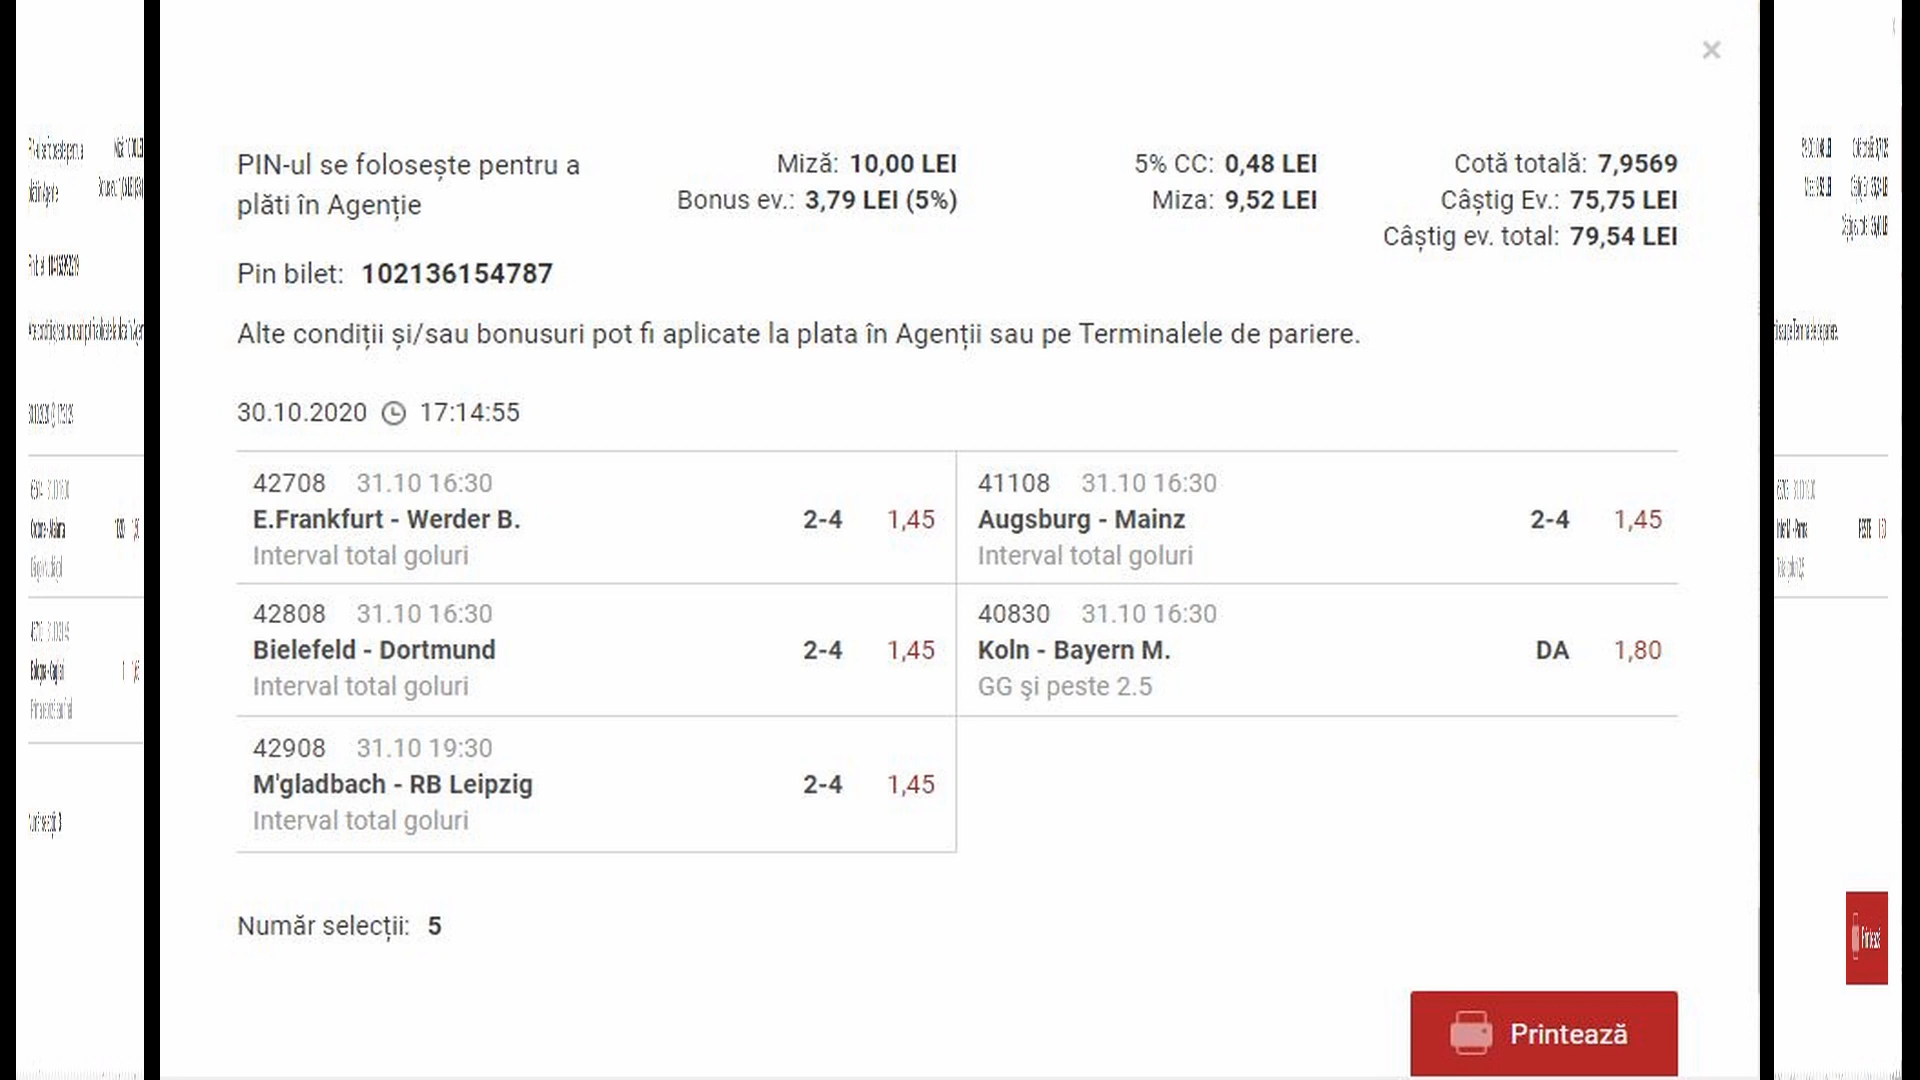 PIN-ul se folosește pentru a
plăti în Agenție
Pin bilet: 102136154787
Miză: 10,00 LEI
Bonus ev.: 3,79 LEI (5%)
5% CC: 0,48 LEI
Miza: 9,52 LEI
Cotă totală: 7,9569
Câștig Ev.: 75,75 LEI
Câștig ev. total: 79,54 LEI
Alte condiții și/sau bonusuri pot fi aplicate la plata în Agenții sau pe Terminalele de pariere.
30.10.2020 17:14:55
42708 31.10 16:30
E.Frankfurt - Werder B. 2-4 1,45
Interval total goluri
41108 31.10 16:30
Augsburg - Mainz 2-4 1,45
Interval total goluri
42808 31.10 16:30
Bielefeld - Dortmund 2-4 1,45
Interval total goluri
40830 31.10 16:30
Koln - Bayern M. DA 1,80
GG şi peste 2.5
42908 31.10 19:30
M'gladbach - RB Leipzig 2-4 1,45
Interval total goluri
Număr selecții: 5
Printează
Printează